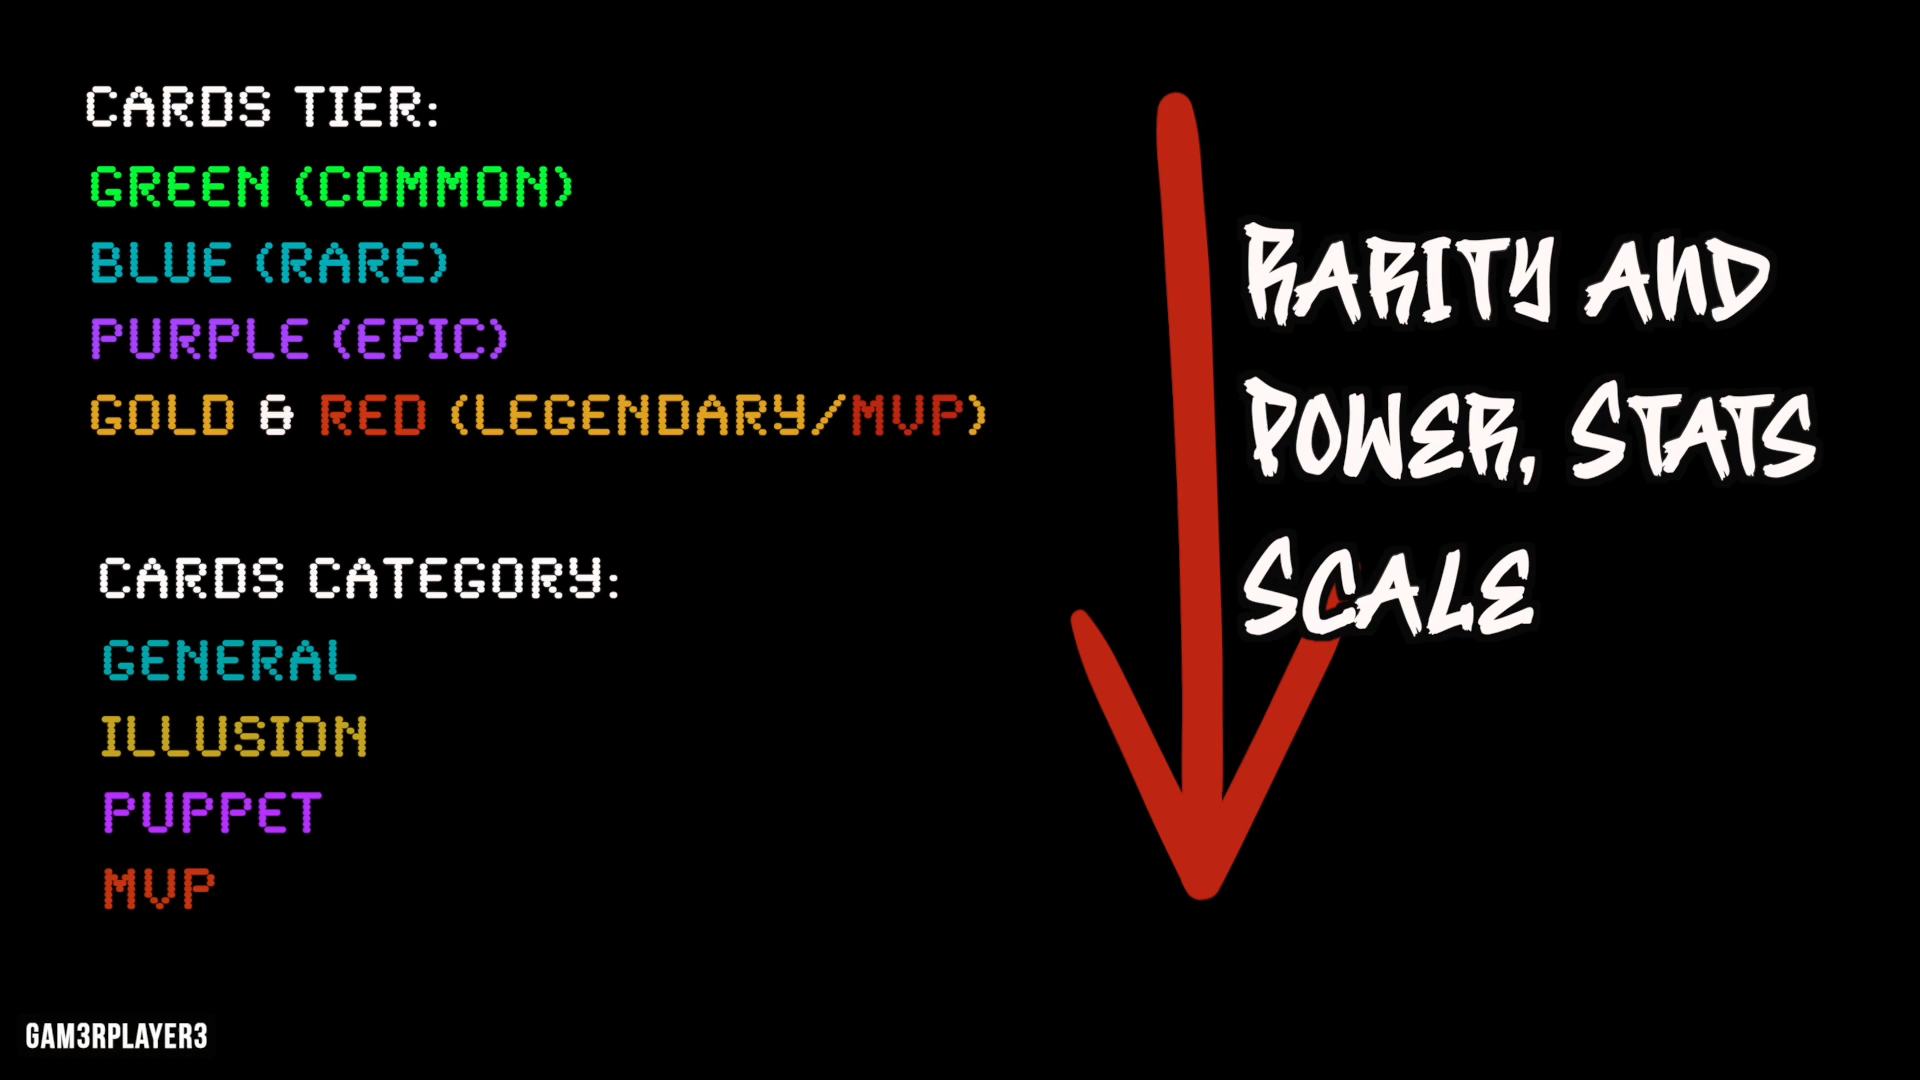 CARDS TIER:
GREEN (COMMON)
BLUE (RARE)
PURPLE (EPIC)
GOLD & RED (LEGENDARY/MVP)
CARDS CATEGORY:
GENERAL
ILLUSION
PUPPET
MVP
RARITY AND
POWER, STATS
SCALE
GAM3RPLAYER3